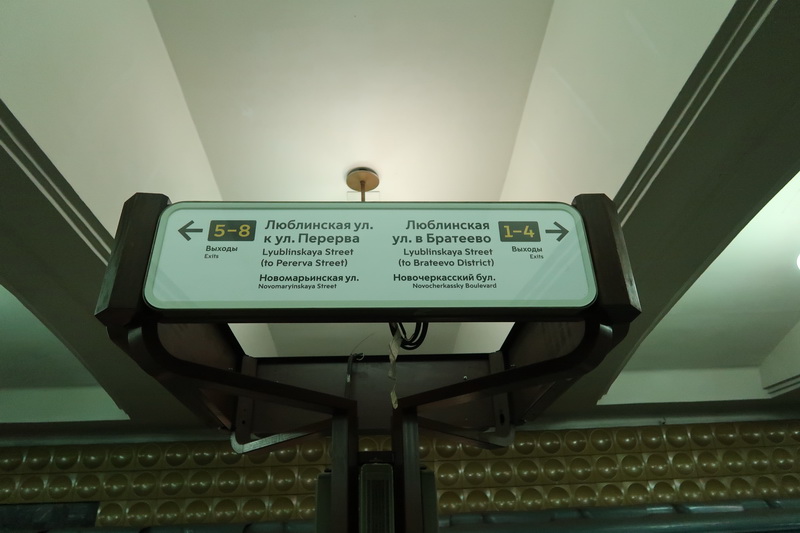 ← 5–8
Выходы
Exits
Люблинская ул.
к ул. Перерва
Lyublinskaya Street
(to Pererva Street)
Новомарьинская ул.
Novomaryinskaya Street
Люблинская
ул. в Братеево
Lyublinskaya Street
(to Brateevo District)
Новочеркасский бул.
Novocherkassky Boulevard
1–4 →
Выходы
Exits